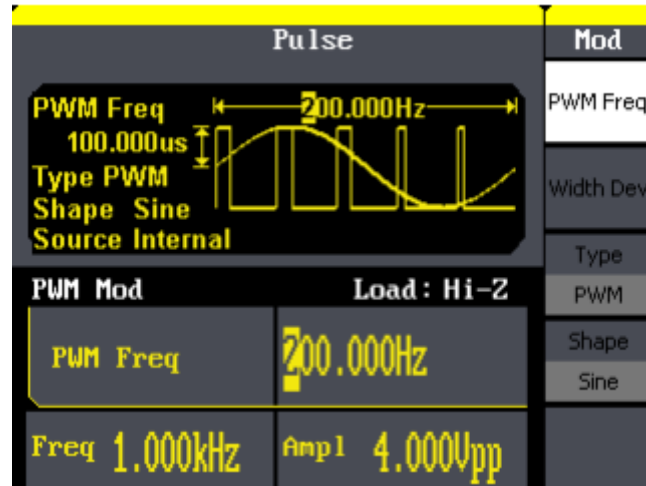 Pulse
Mod
PWM Freq
200.000Hz
100.000us
Type PWM
Shape Sine
Source Internal
PWM Freq
Width Dev
Type
PWM
Shape
Sine
PWM Mod
Load: Hi-Z
PWM Freq
200.000Hz
Freq 1.000kHz
Ampl 4.000Vpp